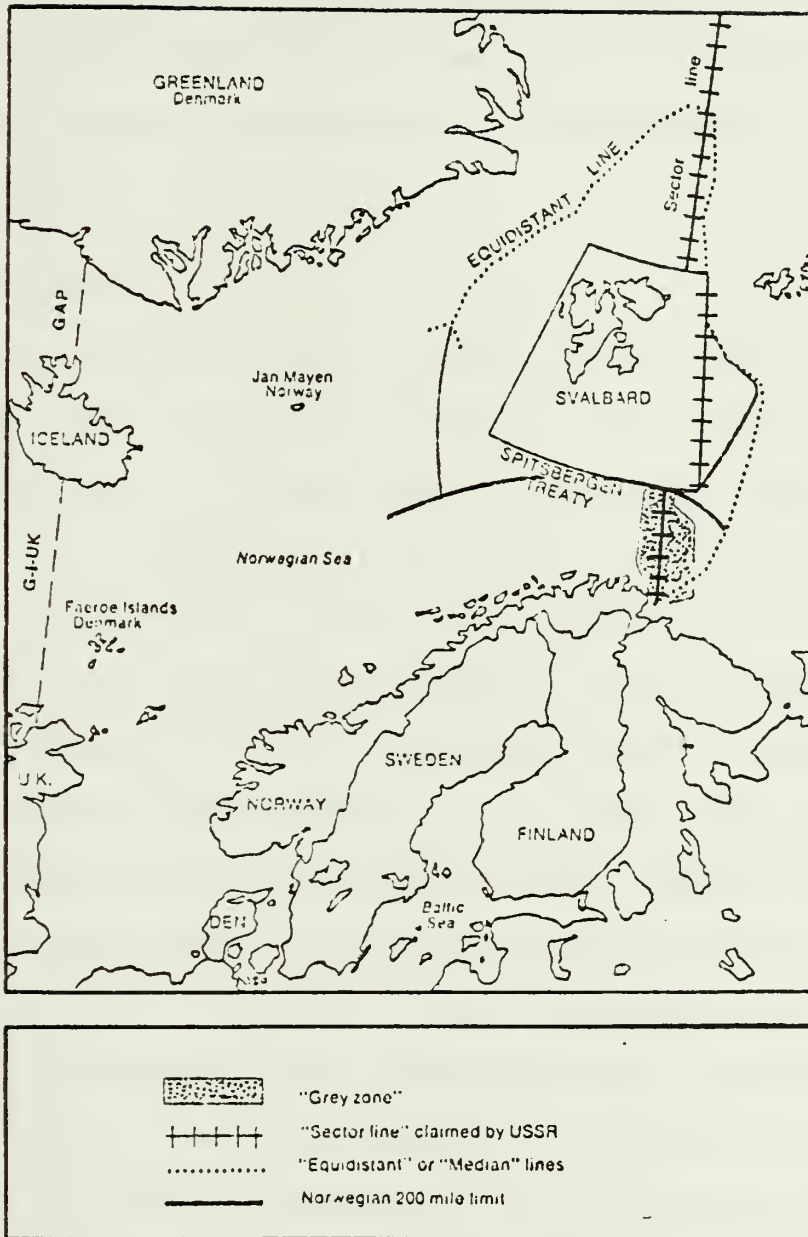 GREENLAND
Denmark
line
Sector
EQUIDISTANT LINE
GAP
Jan Mayen
Norway
ICELAND
SVALBARD
SPITSBERGEN
TREATY
G-I-UK
Norwegian Sea
Faeroe Islands
Denmark
U.K.
SWEDEN
NORWAY
FINLAND
DEN
Baltic
Sea
"Grey zone"
"Sector line" claimed by USSR
"Equidistant" or "Median" lines
Norwegian 200 mile limit